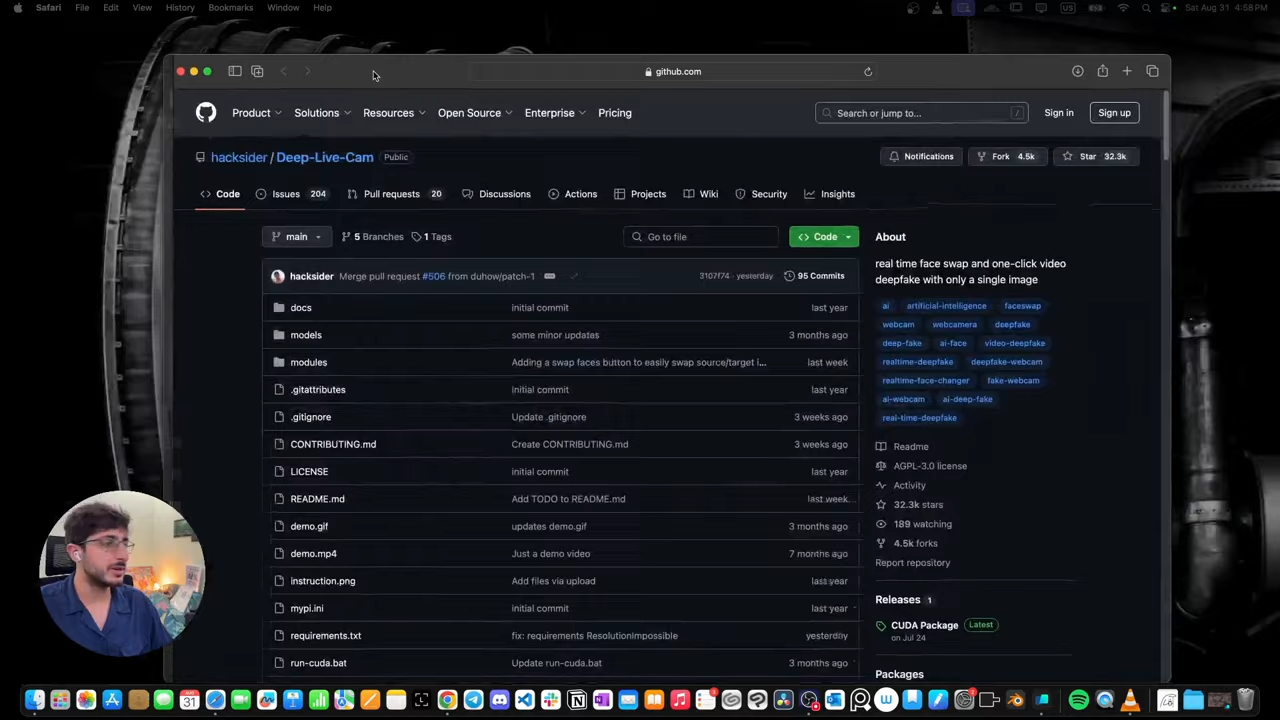 Safari File Edit View History Bookmarks Window Help US Sat Aug 31 4:58 PM
github.com
Product Solutions Resources Open Source Enterprise Pricing Search or jump to... / Sign in Sign up
hacksider / Deep-Live-Cam Public Notifications Fork 4.5k Star 32.3k
Code Issues 204 Pull requests 20 Discussions Actions Projects Wiki Security Insights
main 5 Branches 1 Tags Go to file Code
hacksider Merge pull request #506 from duhow/patch-1 3107f74 · yesterday 95 Commits
docs initial commit last year
models some minor updates 3 months ago
modules Adding a swap faces button to easily swap source/target i... last week
.gitattributes initial commit last year
.gitignore Update .gitignore 3 weeks ago
CONTRIBUTING.md Create CONTRIBUTING.md 3 weeks ago
LICENSE initial commit last year
README.md Add TODO to README.md last week
demo.gif updates demo.gif 3 months ago
demo.mp4 Just a demo video 7 months ago
instruction.png Add files via upload last year
mypi.ini initial commit last year
requirements.txt fix: requirements ResolutionImpossible yesterday
run-cuda.bat Update run-cuda.bat 3 months ago
About
real time face swap and one-click video
deepfake with only a single image
ai artificial-intelligence faceswap
webcam webcamera deepfake
deep-fake ai-face video-deepfake
realtime-deepfake deepfake-webcam
realtime-face-changer fake-webcam
ai-webcam ai-deep-fake
real-time-deepfake
Readme
AGPL-3.0 license
Activity
32.3k stars
189 watching
4.5k forks
Report repository
Releases 1
CUDA Package Latest
on Jul 24
Packages